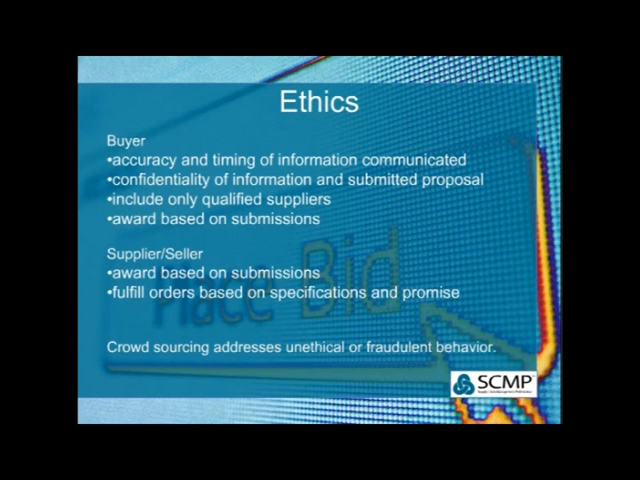 Ethics
Buyer
•accuracy and timing of information communicated
•confidentiality of information and submitted proposal
•include only qualified suppliers
•award based on submissions
Supplier/Seller
•award based on submissions
•fulfill orders based on specifications and promise
Place Bid
Crowd sourcing addresses unethical or fraudulent behavior.
SCMP